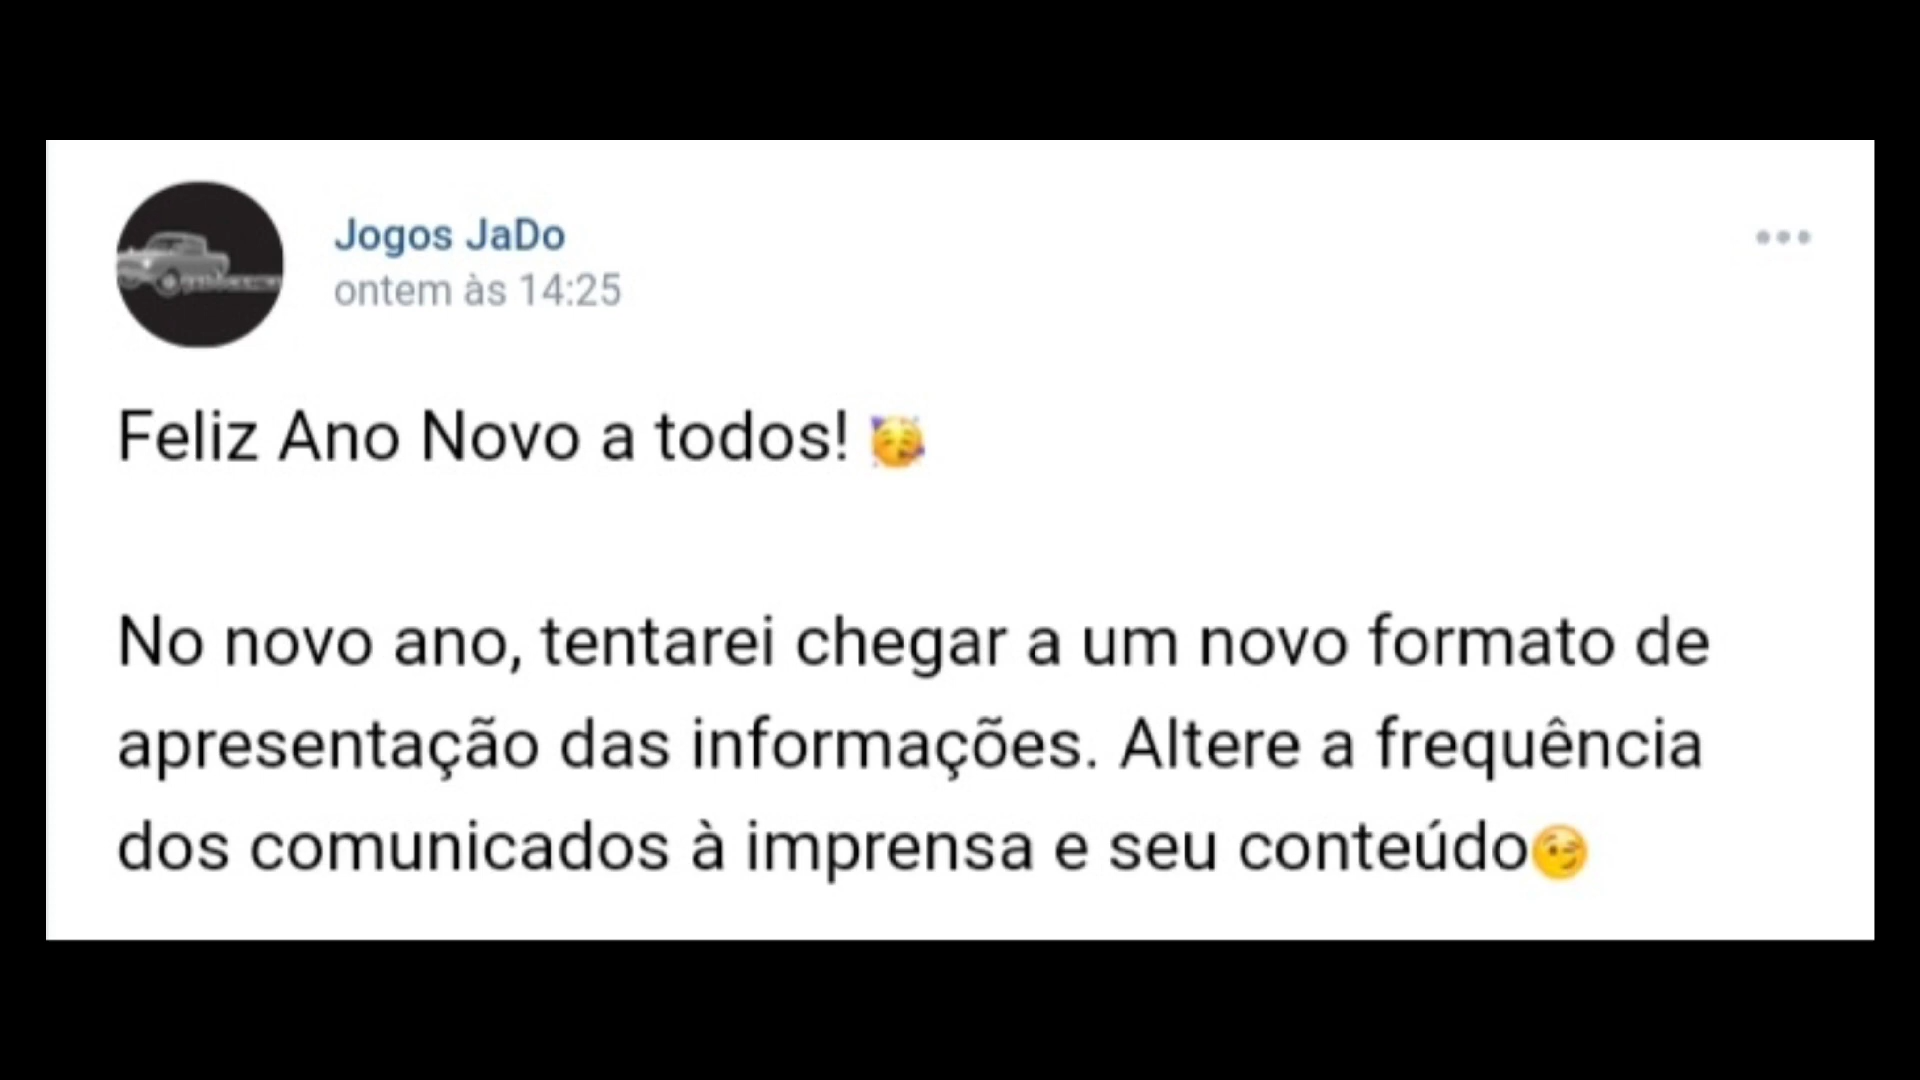 Jogos JaDo
ontem às 14:25
Feliz Ano Novo a todos! 🥳
No novo ano, tentarei chegar a um novo formato de
apresentação das informações. Altere a frequência
dos comunicados à imprensa e seu conteúdo😉